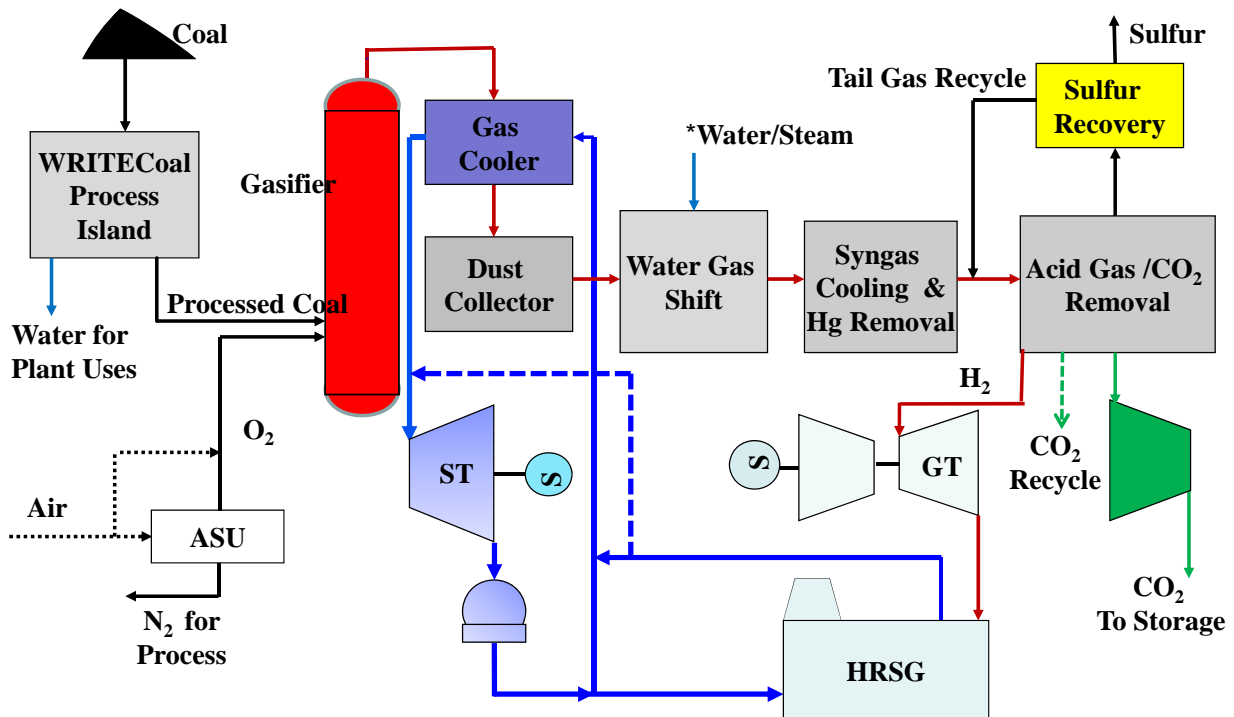 Coal
WRITECoal
Process
Island
Water for
Plant Uses
Processed Coal
Gasifier
Gas
Cooler
Dust
Collector
*Water/Steam
Water Gas
Shift
Syngas
Cooling &
Hg Removal
Tail Gas Recycle
Sulfur
Sulfur
Recovery
Acid Gas /CO₂
Removal
O₂
Air
ASU
N₂ for
Process
ST
S
S
GT
H₂
CO₂
Recycle
CO₂
To Storage
HRSG